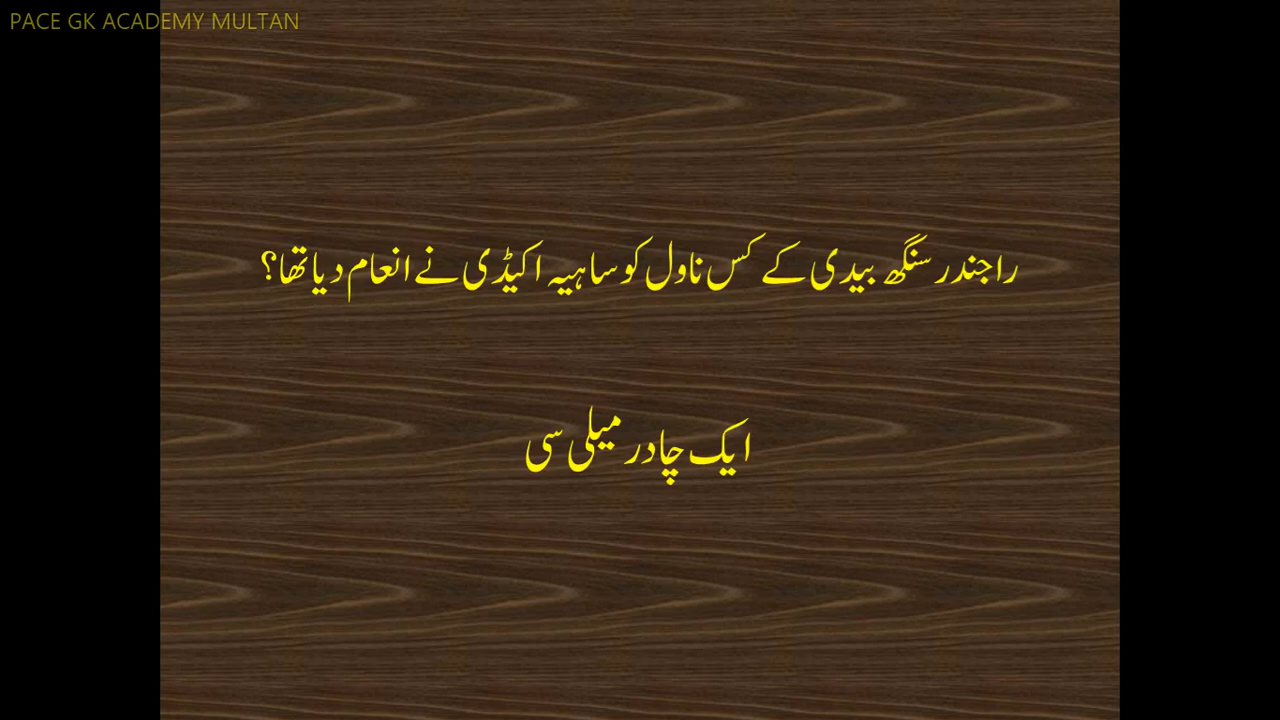 PACE GK ACADEMY MULTAN
راجندر سنگھ بیدی کے کس ناول کو ساہیہ اکیڈی نے انعام دیا تھا؟
ایک چادر میلی سی